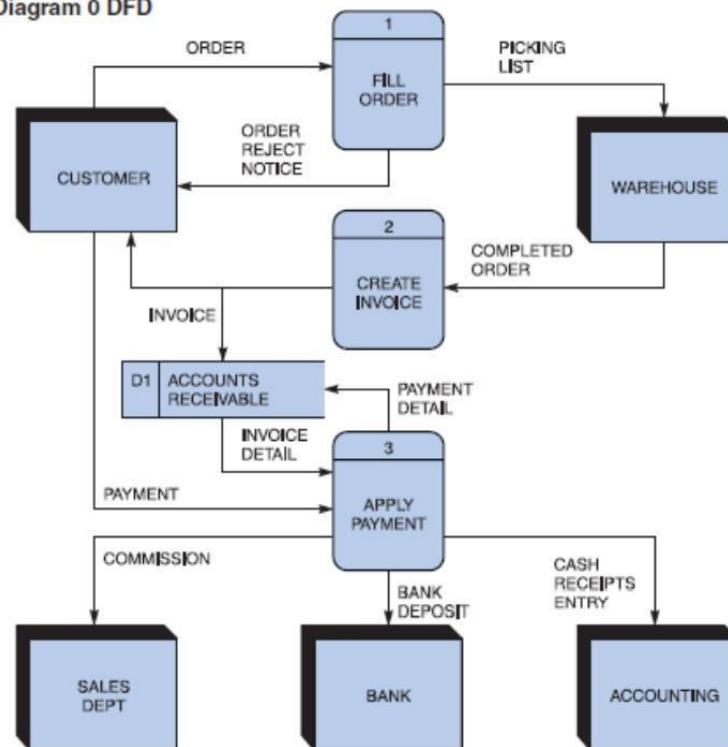 Diagram 0 DFD
1
FILL
ORDER
ORDER
PICKING
LIST
ORDER
REJECT
NOTICE
CUSTOMER
WAREHOUSE
2
CREATE
INVOICE
COMPLETED
ORDER
INVOICE
D1
ACCOUNTS
RECEIVABLE
PAYMENT
DETAIL
INVOICE
DETAIL
3
APPLY
PAYMENT
PAYMENT
COMMISSION
BANK
DEPOSIT
CASH
RECEIPTS
ENTRY
SALES
DEPT
BANK
ACCOUNTING